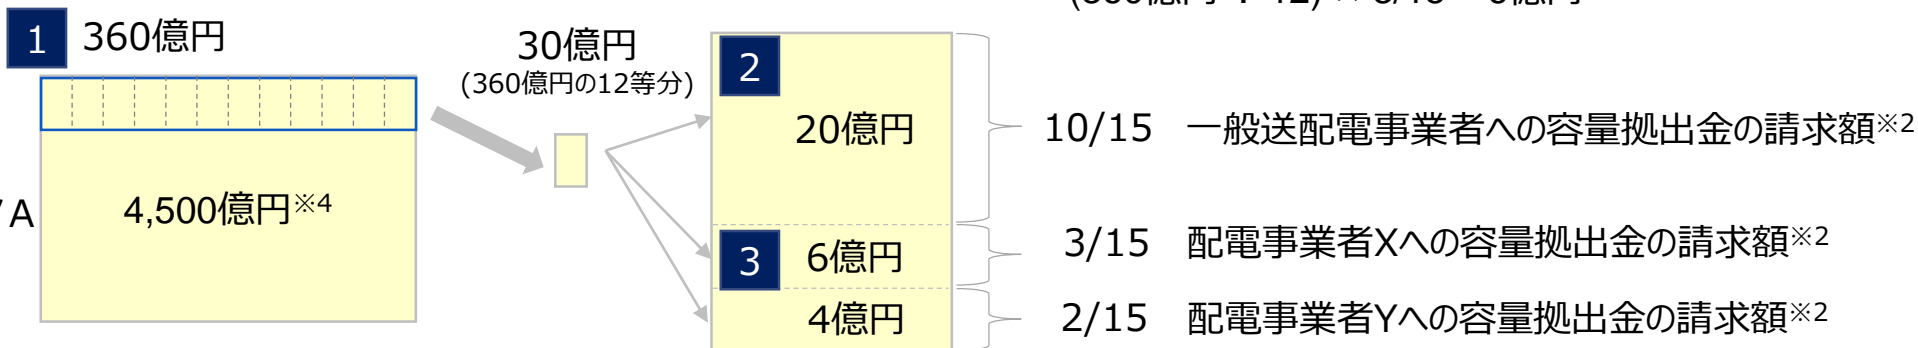 1 360億円
30億円
(360億円の12等分)
2
20億円
10/15 一般送配電事業者への容量拠出金の請求額※2
A 4,500億円※4
3 6億円
3/15 配電事業者Xへの容量拠出金の請求額※2
4億円
2/15 配電事業者Yへの容量拠出金の請求額※2